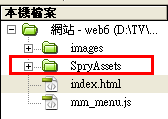 本機檔案
網站 - web6 (D:\TV\
images
SpryAssets
index.html
mm_menu.js